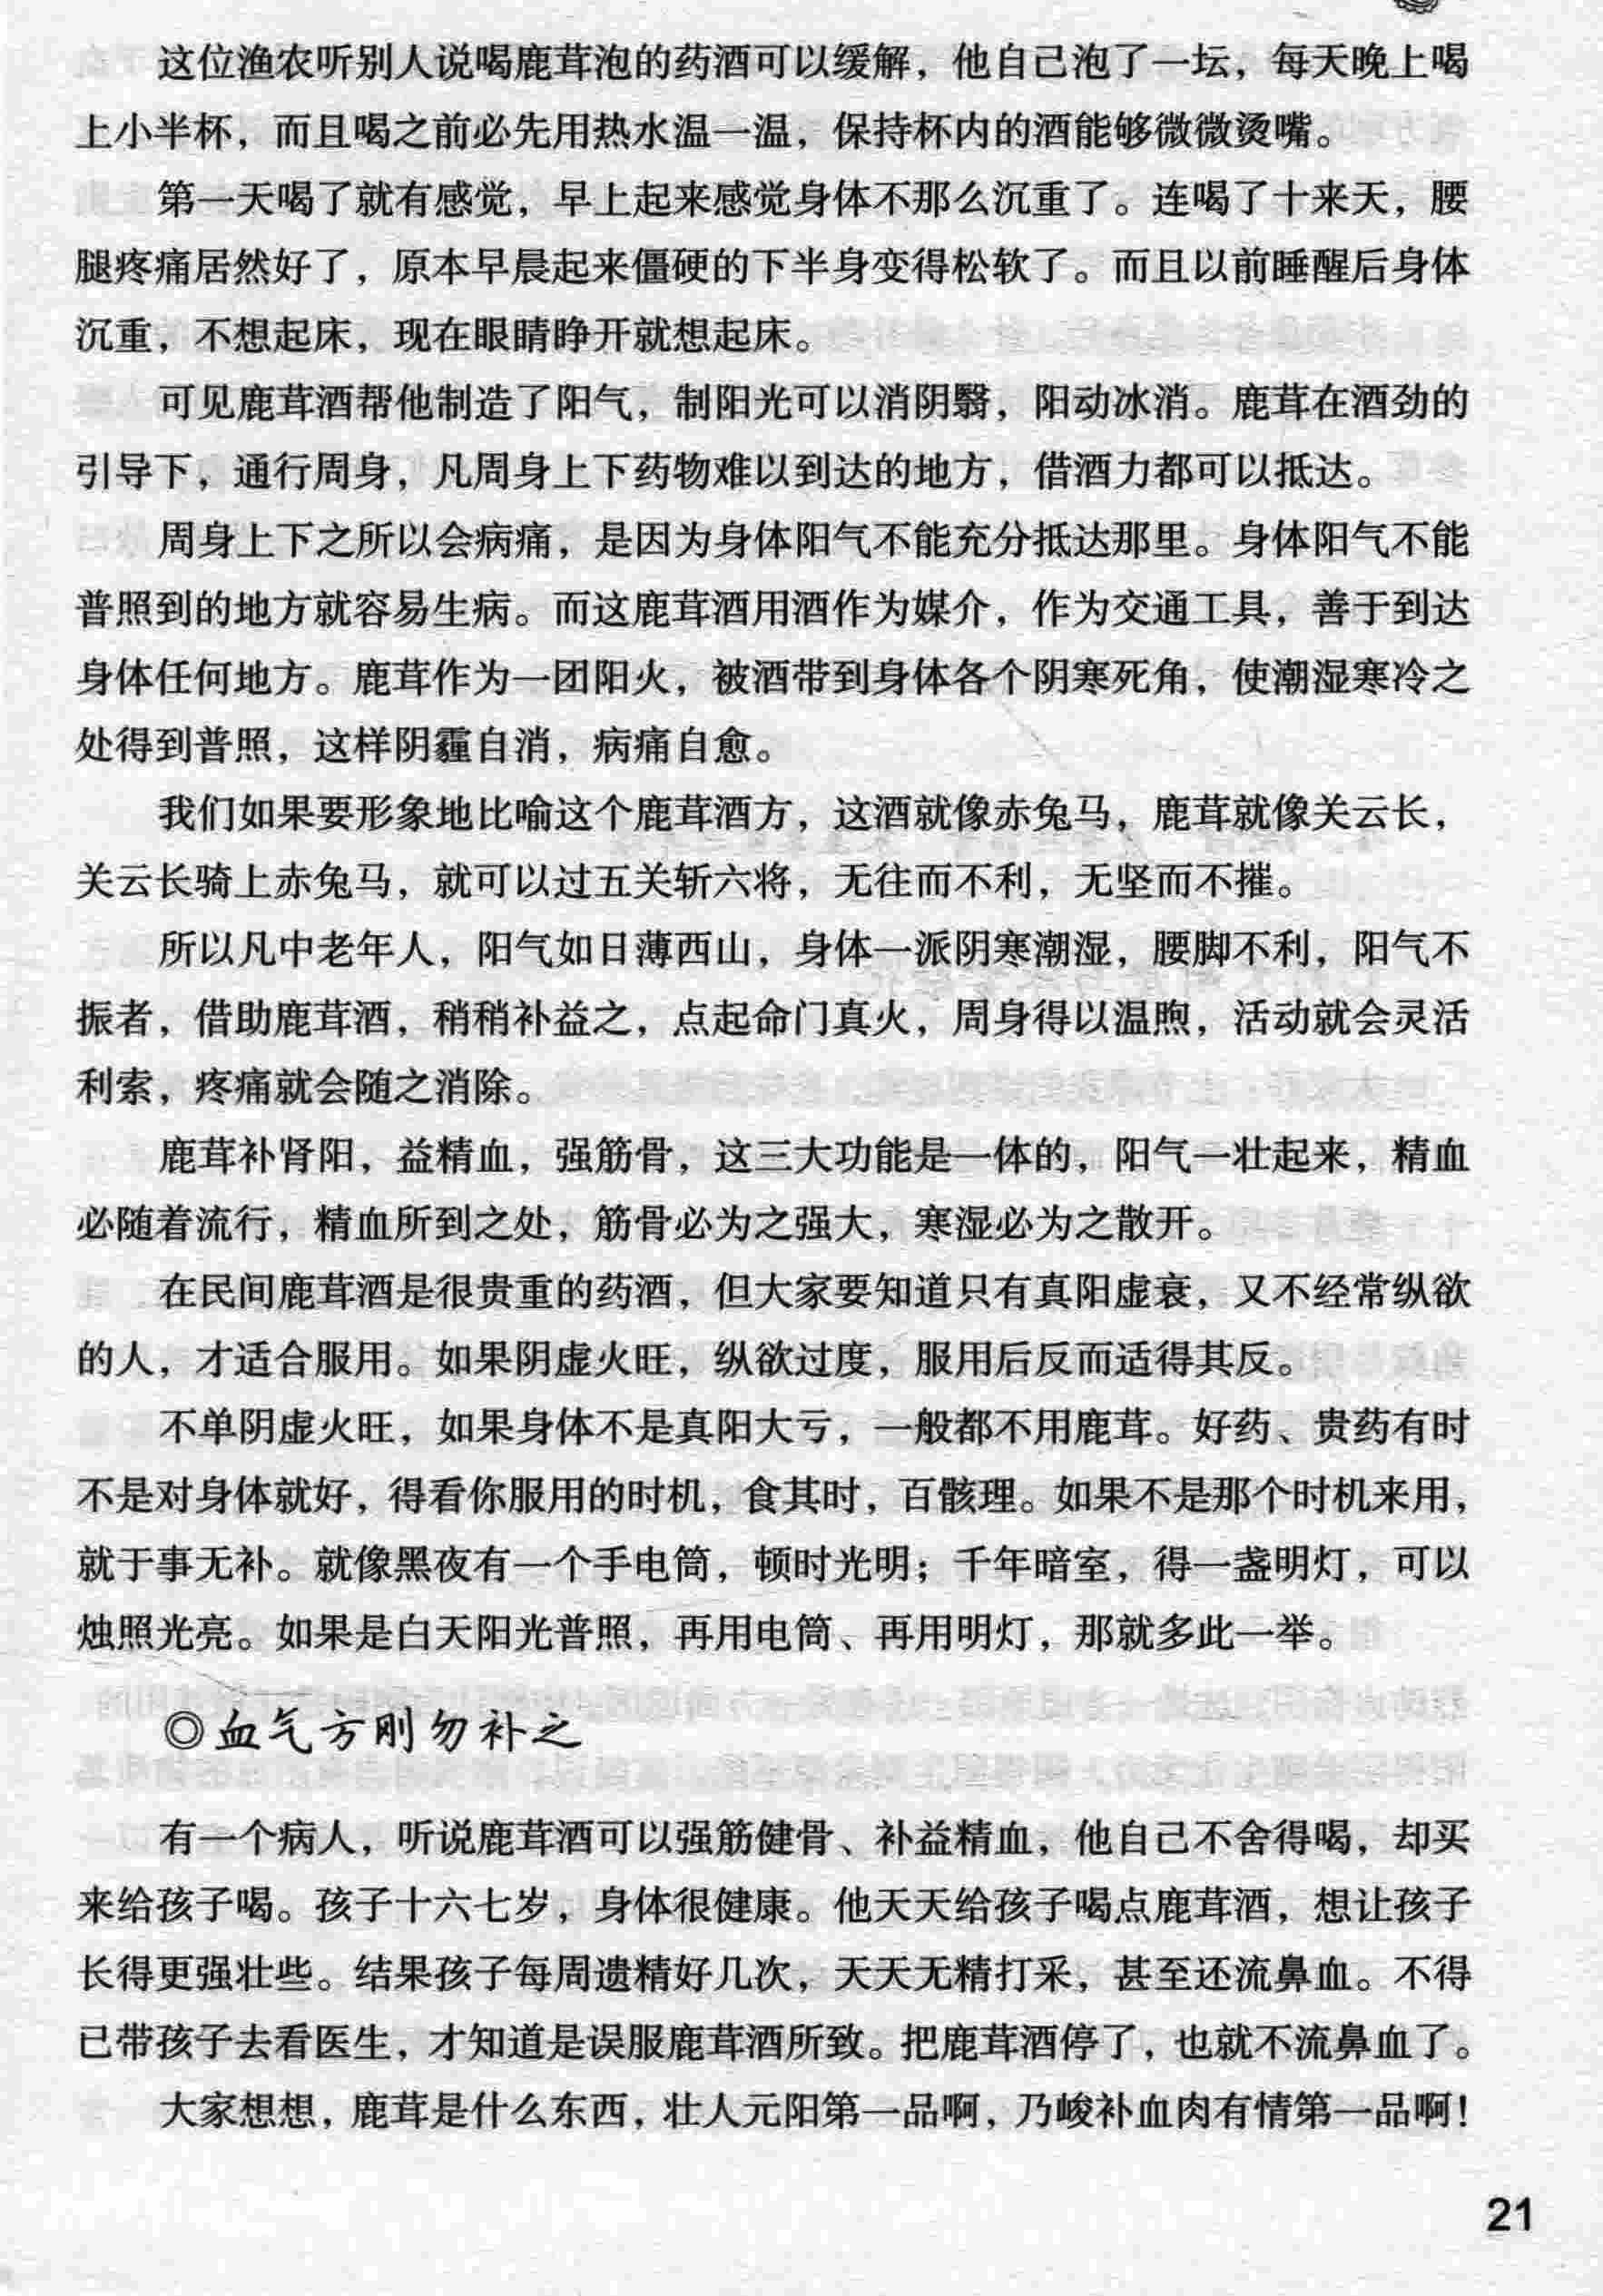 这位渔农听别人说喝鹿茸泡的药酒可以缓解，他自己泡了一坛，每天晚上喝
上小半杯，而且喝之前必先用热水温一温，保持杯内的酒能够微微烫嘴。
第一天喝了就有感觉，早上起来感觉身体不那么沉重了。连喝了十来天，腰
腿疼痛居然好了，原本早晨起来僵硬的下半身变得松软了。而且以前睡醒后身体
沉重，不想起床，现在眼睛睁开就想起床。
可见鹿茸酒帮他制造了阳气，制阳光可以消阴翳，阳动冰消。鹿茸在酒劲的
引导下，通行周身，凡周身上下药物难以到达的地方，借酒力都可以抵达。
周身上下之所以会病痛，是因为身体阳气不能充分抵达那里。身体阳气不能
普照到的地方就容易生病。而这鹿茸酒用酒作为媒介，作为交通工具，善于到达
身体任何地方。鹿茸作为一团阳火，被酒带到身体各个阴寒死角，使潮湿寒冷之
处得到普照，这样阴霾自消，病痛自愈。
我们如果要形象地比喻这个鹿茸酒方，这酒就像赤兔马，鹿茸就像关云长，
关云长骑上赤兔马，就可以过五关斩六将，无往而不利，无坚而不摧。
所以凡中老年人，阳气如日薄西山，身体一派阴寒潮湿，腰脚不利，阳气不
振者，借助鹿茸酒，稍稍补益之，点起命门真火，周身得以温煦，活动就会灵活
利索，疼痛就会随之消除。
鹿茸补肾阳，益精血，强筋骨，这三大功能是一体的，阳气一壮起来，精血
必随着流行，精血所到之处，筋骨必为之强大，寒湿必为之散开。
在民间鹿茸酒是很贵重的药酒，但大家要知道只有真阳虚衰，又不经常纵欲
的人，才适合服用。如果阴虚火旺，纵欲过度，服用后反而适得其反。
不单阴虚火旺，如果身体不是真阳大亏，一般都不用鹿茸。好药、贵药有时
不是对身体就好，得看你服用的时机，食其时，百骸理。如果不是那个时机来用，
就于事无补。就像黑夜有一个手电筒，顿时光明；千年暗室，得一盏明灯，可以
烛照光亮。如果是白天阳光普照，再用电筒、再用明灯，那就多此一举。
◎血气方刚勿补之
有一个病人，听说鹿茸酒可以强筋健骨、补益精血，他自己不舍得喝，却买
来给孩子喝。孩子十六七岁，身体很健康。他天天给孩子喝点鹿茸酒，想让孩子
长得更强壮些。结果孩子每周遗精好几次，天天无精打采，甚至还流鼻血。不得
已带孩子去看医生，才知道是误服鹿茸酒所致。把鹿茸酒停了，也就不流鼻血了。
大家想想，鹿茸是什么东西，壮人元阳第一品啊，乃峻补血肉有情第一品啊！
21